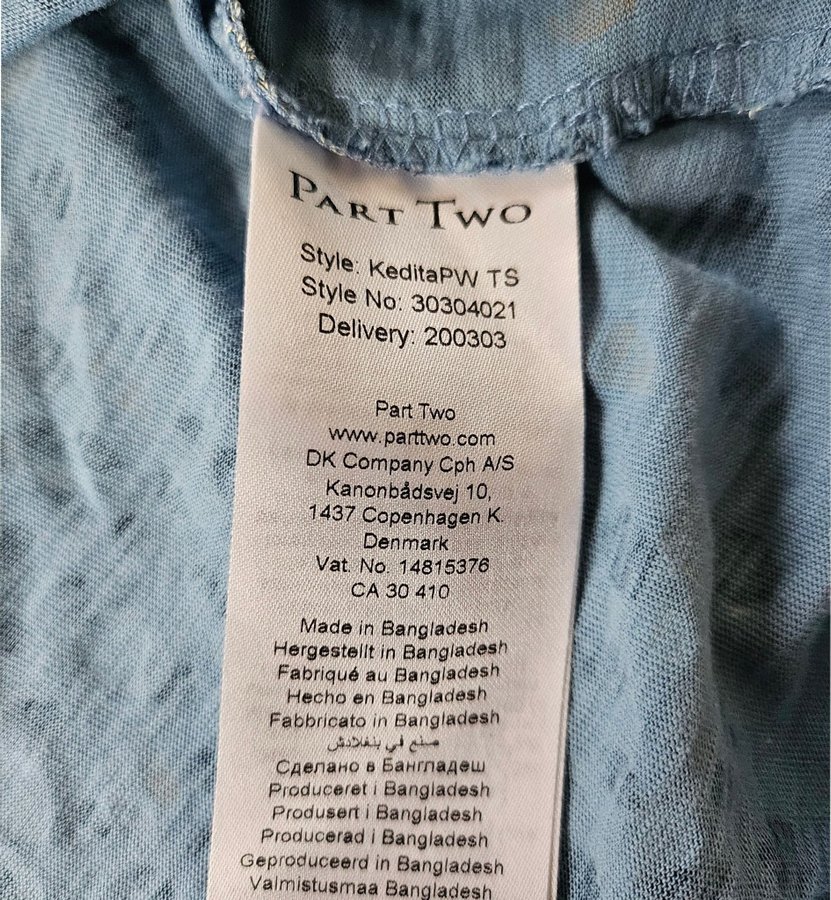 PART TWO
Style: KeditaPW TS
Style No: 30304021
Delivery: 200303
Part Two
www.parttwo.com
DK Company Cph A/S
Kanonbådsvej 10,
1437 Copenhagen K.
Denmark
Vat. No. 14815376
CA 30 410
Made in Bangladesh
Hergestellt in Bangladesh
Fabriqué au Bangladesh
Hecho en Bangladesh
Fabbricato in Bangladesh
صنع في بنغلادش
Сделано в Бангладеш
Produceret i Bangladesh
Produsert i Bangladesh
Producerad i Bangladesh
Geproduceerd in Bangladesh
Valmistusmaa Bangladesh